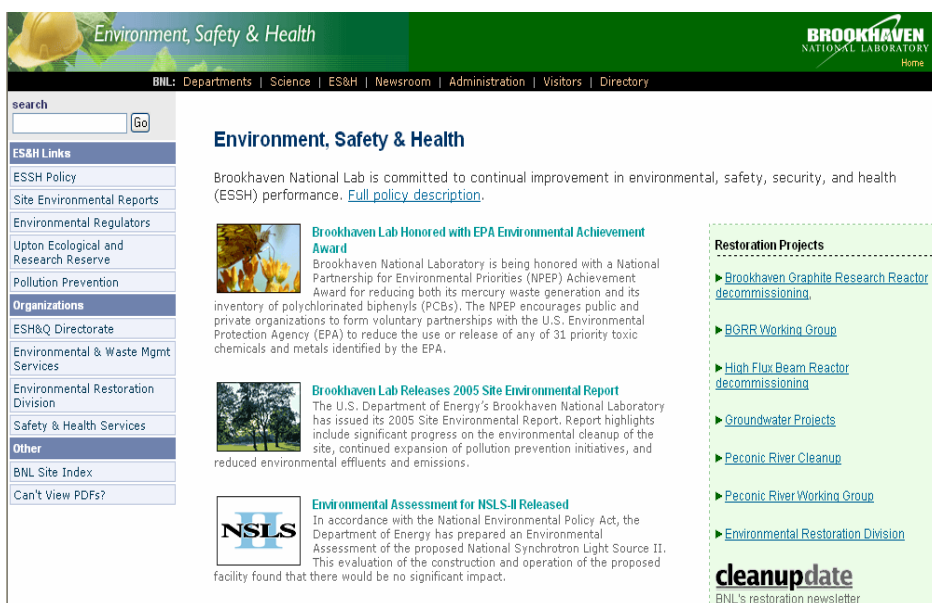 Environment, Safety & Health
BROOKHAVEN
NATIONAL LABORATORY
Home
BNL: Departments | Science | ES&H | Newsroom | Administration | Visitors | Directory
search
Go
ES&H Links
ESSH Policy
Site Environmental Reports
Environmental Regulators
Upton Ecological and
Research Reserve
Pollution Prevention
Organizations
ESH&Q Directorate
Environmental & Waste Mgmt
Services
Environmental Restoration
Division
Safety & Health Services
Other
BNL Site Index
Can't View PDFs?
Environment, Safety & Health
Brookhaven National Lab is committed to continual improvement in environmental, safety, security, and health
(ESSH) performance. Full policy description.
Brookhaven Lab Honored with EPA Environmental Achievement
Award
Brookhaven National Laboratory is being honored with a National
Partnership for Environmental Priorities (NPEP) Achievement
Award for reducing both its mercury waste generation and its
inventory of polychlorinated biphenyls (PCBs). The NPEP encourages public and
private organizations to form voluntary partnerships with the U.S. Environmental
Protection Agency (EPA) to reduce the use or release of any of 31 priority toxic
chemicals and metals identified by the EPA.
Brookhaven Lab Releases 2005 Site Environmental Report
The U.S. Department of Energy's Brookhaven National Laboratory
has issued its 2005 Site Environmental Report. Report highlights
include significant progress on the environmental cleanup of the
site, continued expansion of pollution prevention initiatives, and
reduced environmental effluents and emissions.
NSLS
II
Environmental Assessment for NSLS-II Released
In accordance with the National Environmental Policy Act, the
Department of Energy has prepared an Environmental
Assessment of the proposed National Synchrotron Light Source II.
This evaluation of the construction and operation of the proposed
facility found that there would be no significant impact.
Restoration Projects
Brookhaven Graphite Research Reactor
decommissioning,
BGRR Working Group
High Flux Beam Reactor
decommissioning
Groundwater Projects
Peconic River Cleanup
Peconic River Working Group
Environmental Restoration Division
cleanupdate
BNL's restoration newsletter